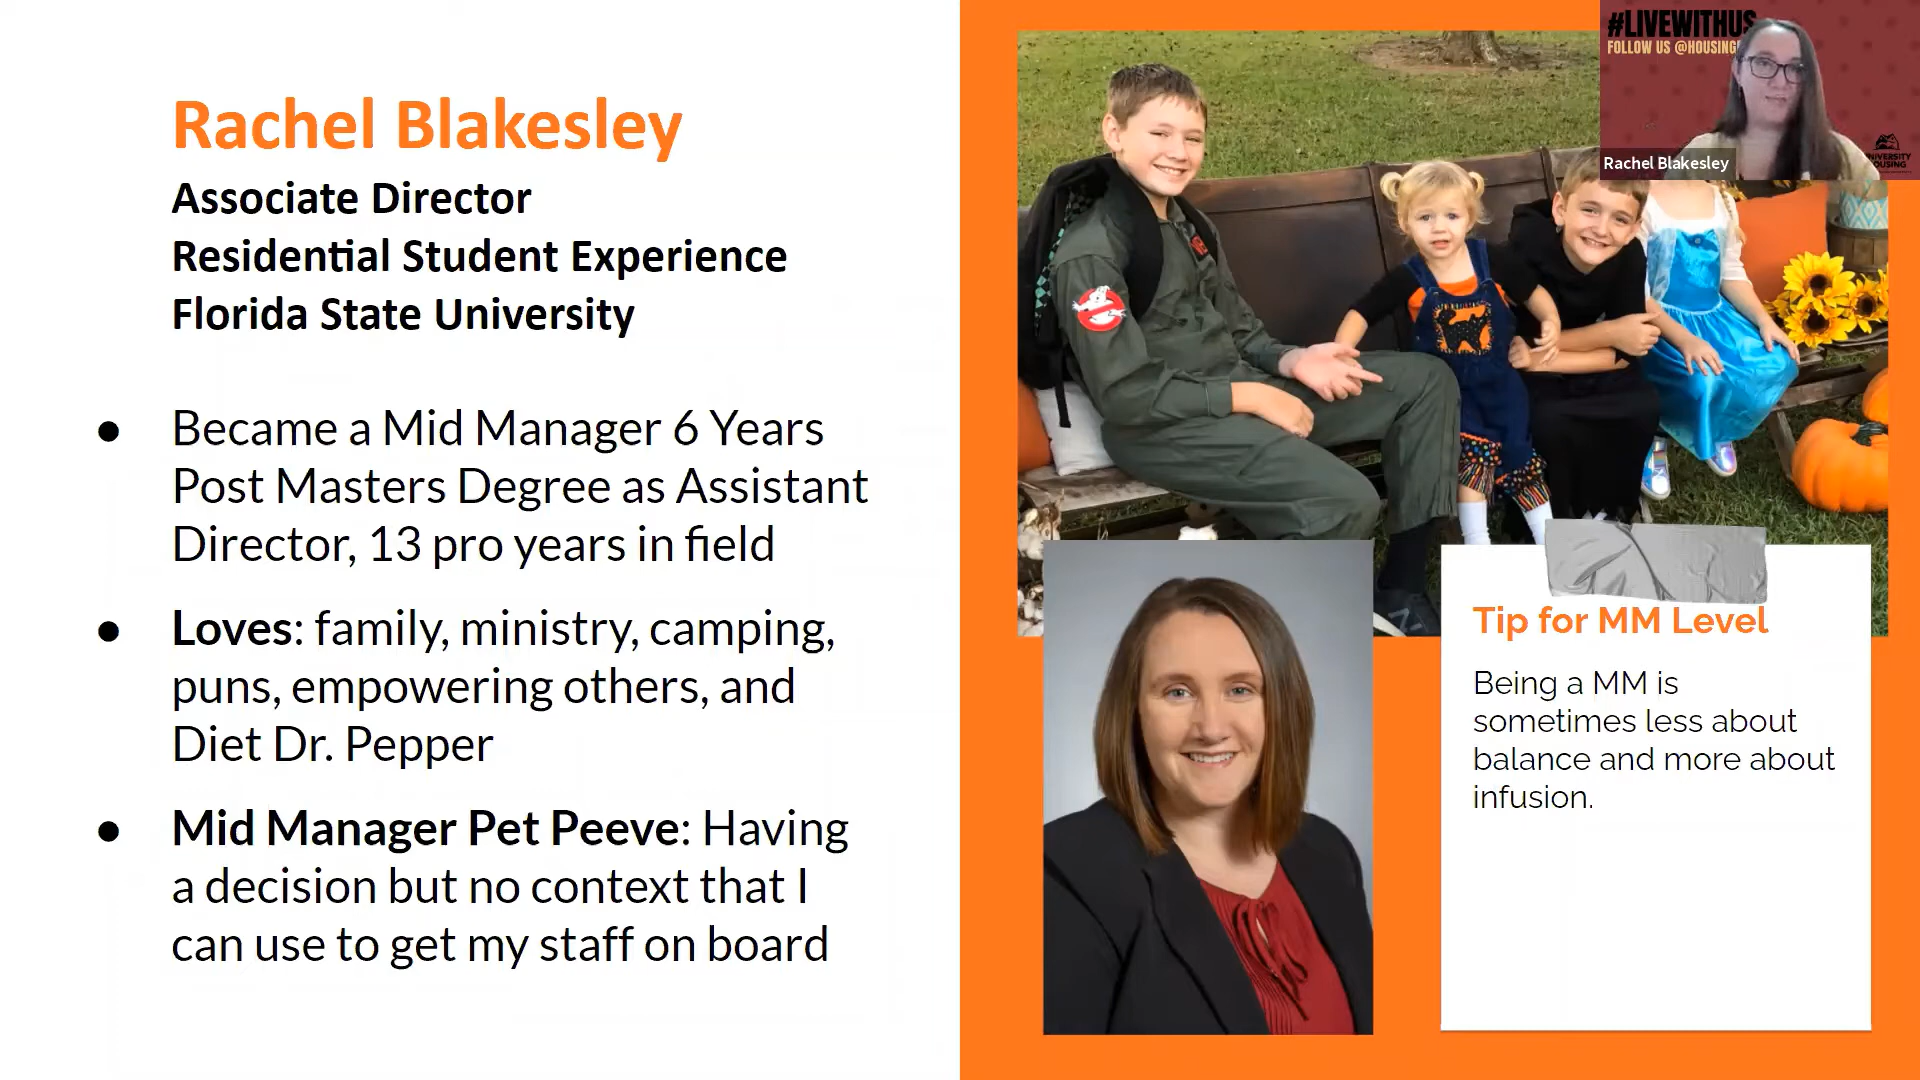 Rachel Blakesley
Associate Director
Residential Student Experience
Florida State University
● Became a Mid Manager 6 Years
Post Masters Degree as Assistant
Director, 13 pro years in field
● Loves: family, ministry, camping,
puns, empowering others, and
Diet Dr. Pepper
● Mid Manager Pet Peeve: Having
a decision but no context that I
can use to get my staff on board
#LIVEWITHUS
FOLLOW US
Rachel Blakesley
Tip for MM Level
Being a MM is
sometimes less about
balance and more about
infusion.